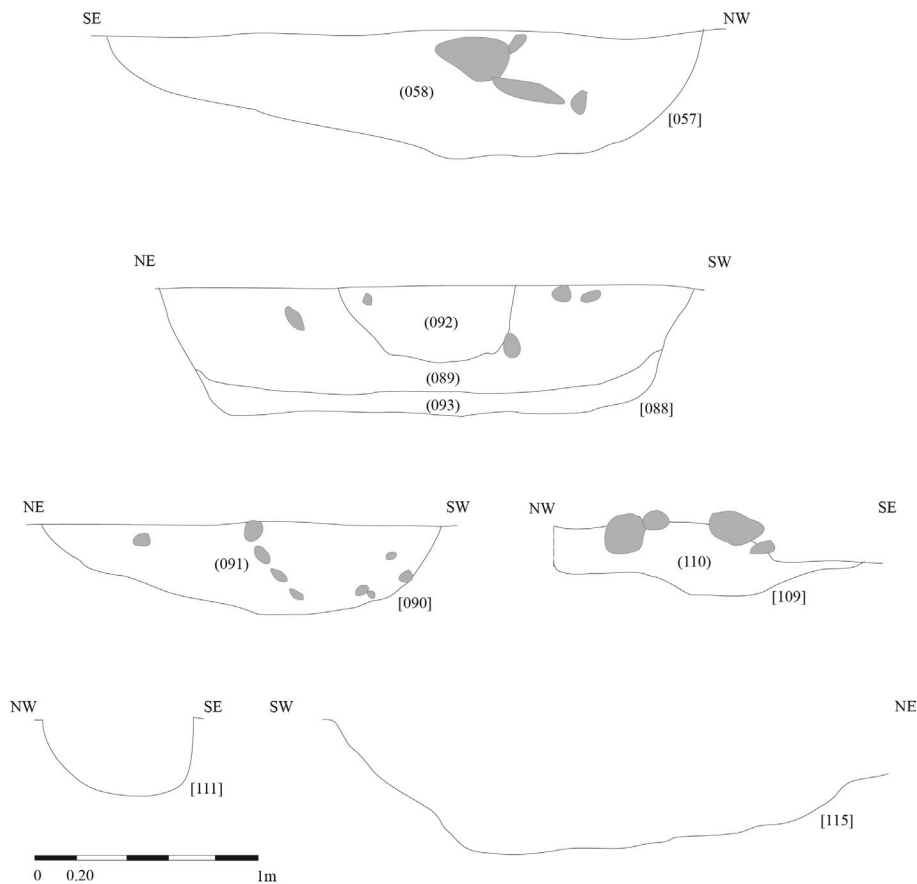 SE NW
(058)
[057]
NE SW
(092)
(089)
(093)
[088]
NE SW
(091)
[090]
NW SE
(110)
[109]
NW SE
[111]
SW NE
[115]
0 0,20 1m